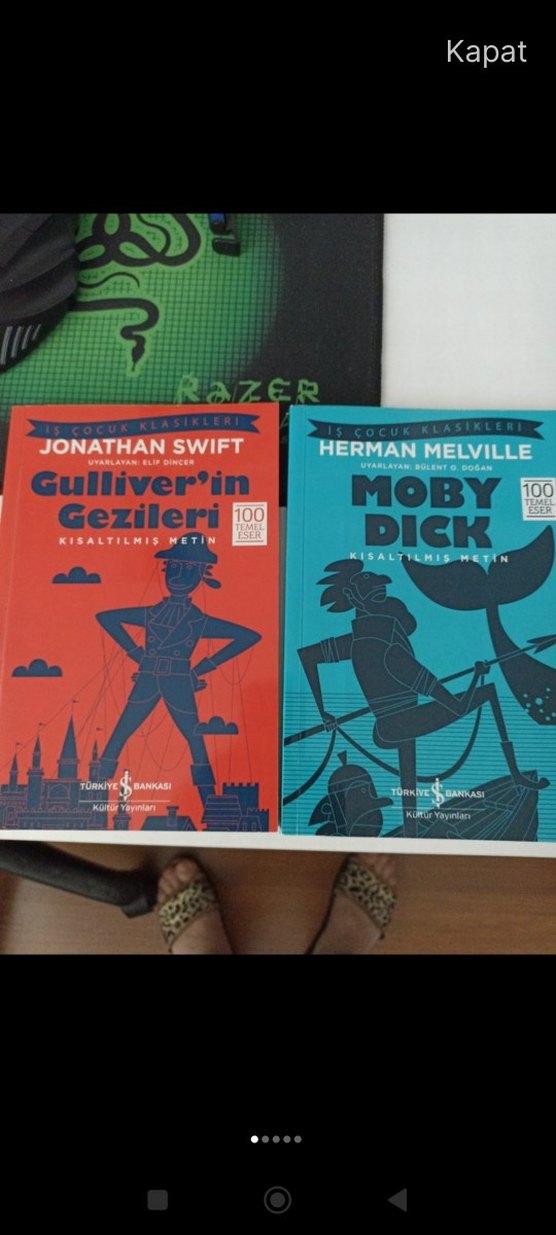 Kapat
RAZER
İŞ ÇOCUK KLASİKLERİ
JONATHAN SWIFT
UYARLAYAN: ELİF DİNÇER
Gulliver'in
Gezileri
KISALTILMIŞ METİN
100
TEMEL
ESER
TÜRKİYE İŞ BANKASI
Kültür Yayınları
İŞ ÇOCUK KLASİKLERİ
HERMAN MELVILLE
UYARLAYAN: BÜLENT O. DOĞAN
MOBY
DICK
KISALTILMIŞ METİN
100
TEMEL
ESER
TÜRKİYE İŞ BANKASI
Kültür Yayınları